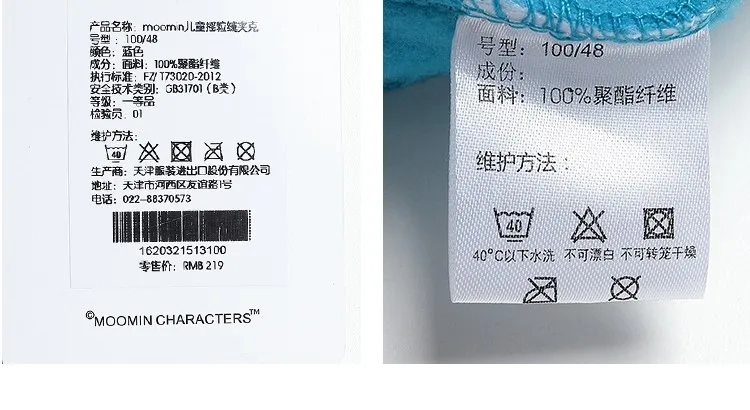 产品名称: moomin儿童摇粒绒夹克
号型: 100/48
颜色: 蓝色
成分: 面料: 100%聚酯纤维
执行标准: FZ/T73020-2012
安全技术类别: GB31701 (B类)
等级: 一等品
检验员: 01
维护方法:
40
生产商: 天津服装进出口股份有限公司
地址: 天津市河西区友谊路1号
电话: 022-88370573
1620321513100
零售价: RMB 219
©MOOMIN CHARACTERS™
号型: 100/48
成份:
面料: 100%聚酯纤维
维护方法:
40
40°C以下水洗 不可漂白 不可转笼干燥